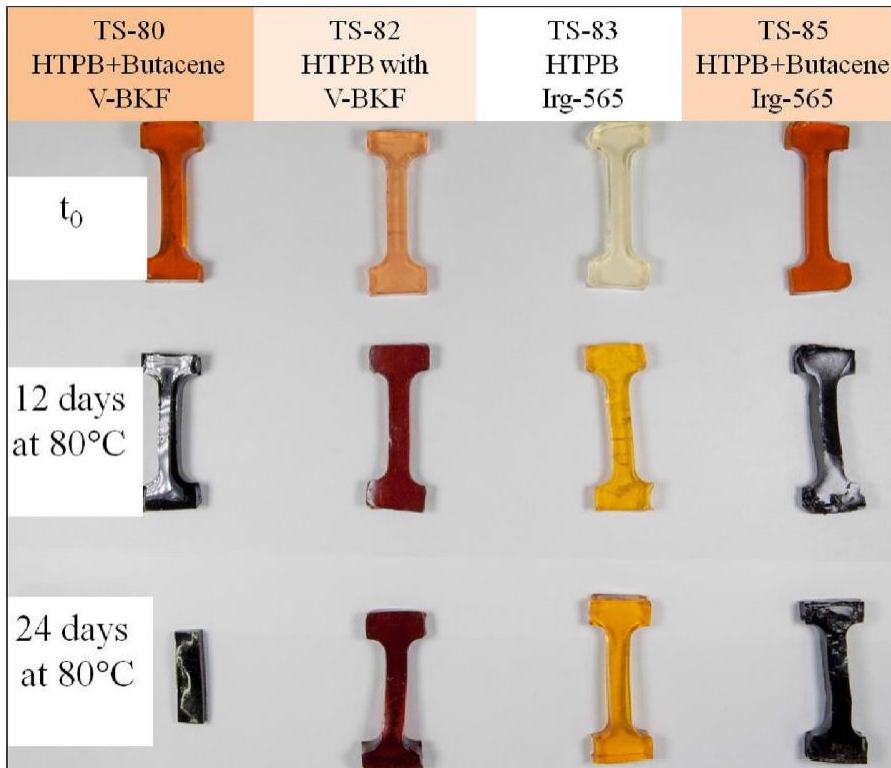 TS-80
HTPB+Butacene
V-BKF
TS-82
HTPB with
V-BKF
TS-83
HTPB
Irg-565
TS-85
HTPB+Butacene
Irg-565
t₀
12 days
at 80°C
24 days
at 80°C